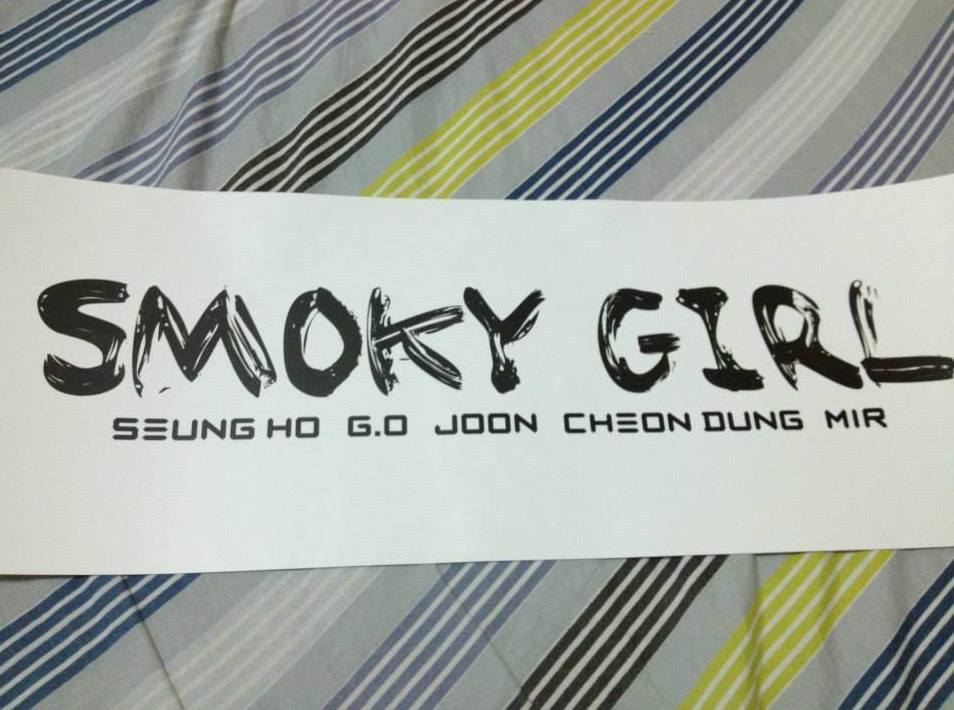 SMOKY GIRL
SEUNG HO G.O JOON CHEON DUNG MIR